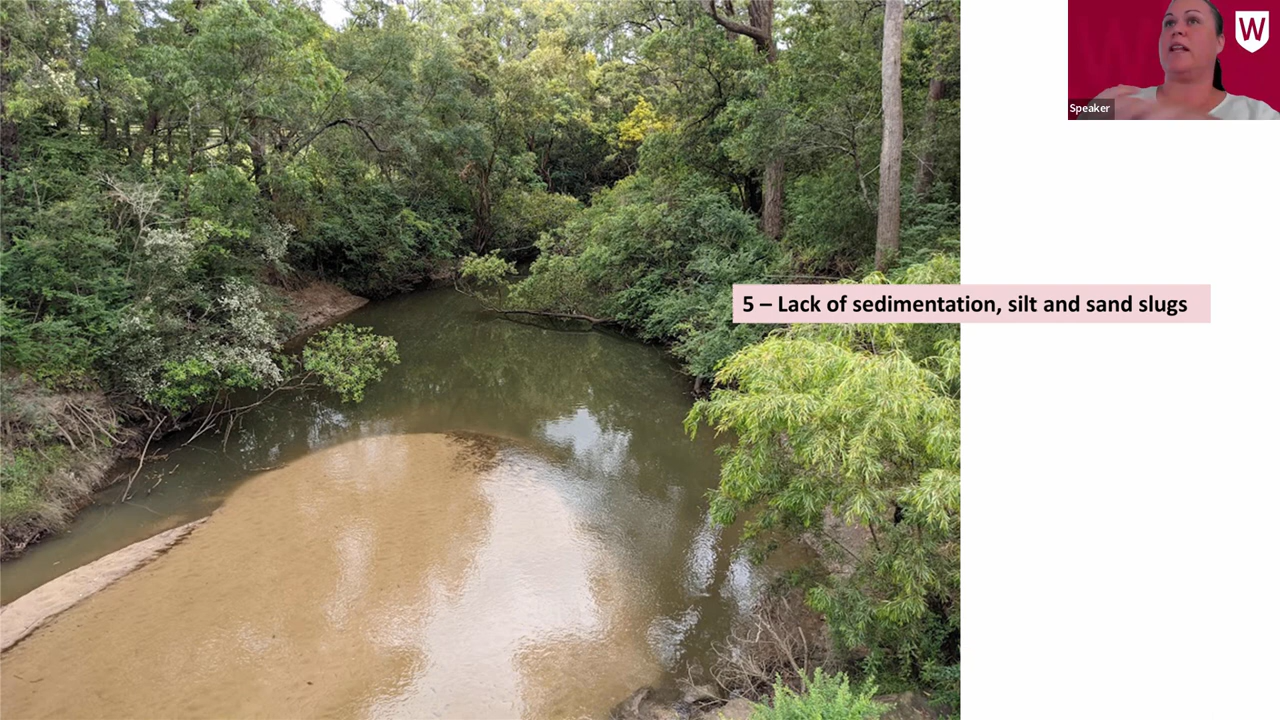 W
Speaker
5 – Lack of sedimentation, silt and sand slugs